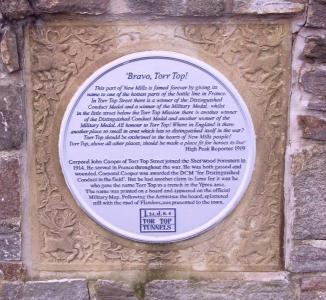 'Bravo, Torr Top!
This part of New Mills is famed forever by giving its
name to one of the hottest parts of the battle line in France.
In Torr Top Street there is a winner of the Distinguished
Conduct Medal and a winner of the Military Medal, whilst
in the little street below the Torr Top Mission there is another winner
of the Distinguished Conduct Medal and another winner of the
Military Medal. All honour to Torr Top! Where in England is there
another place so small in area which has so distinguished itself in the war?
Torr Top should be enshrined in the hearts of New Mills people!
Torr Top, above all other places, should be made a place fit for heroes to live'
High Peak Reporter 1919
Corporal John Cooper of Torr Top Street joined the Sherwood Foresters in
1914. He served in France throughout the war. He was both gassed and
wounded. Corporal Cooper was awarded the DCM "for Distinguished
Conduct in the field". But he had another claim to fame for it was he
who gave the name Torr Top to a trench in the Ypres area.
The name was printed on a board and appeared on the official
Military Map. Following the Armistice the board, splattered
still with the mud of Flanders, was presented to the town.
TOR TOP
TUNNELS